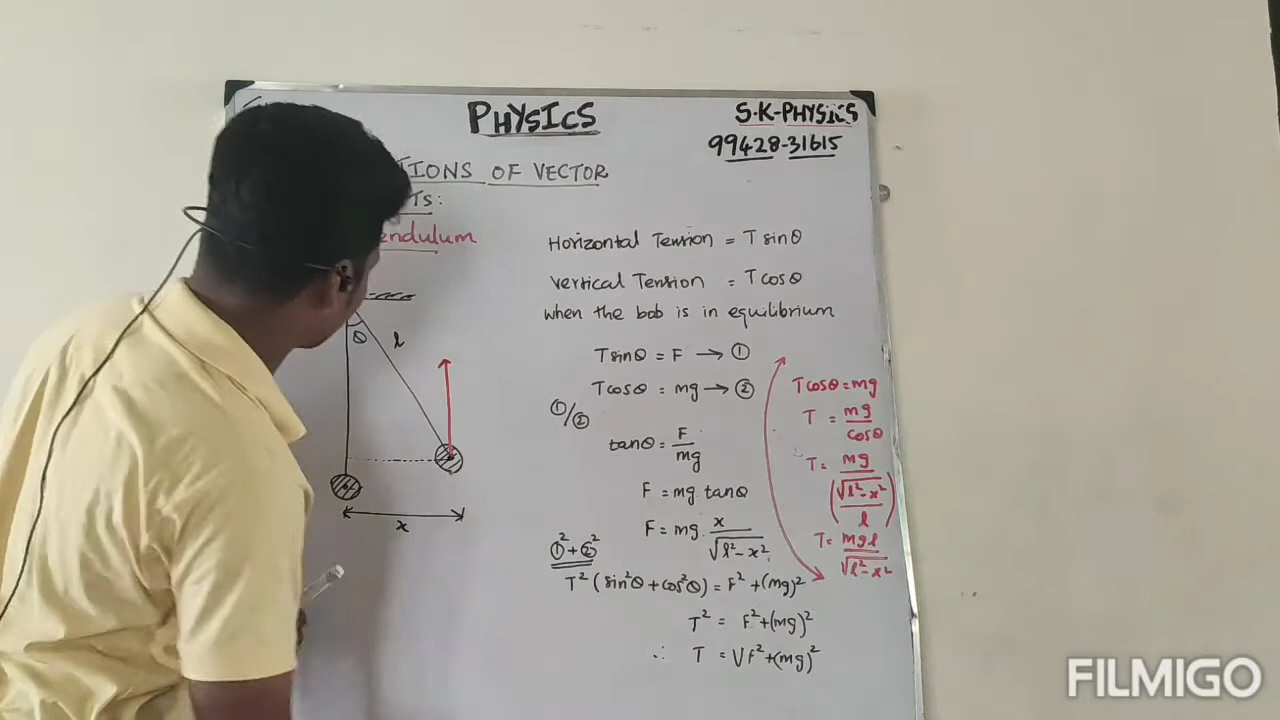 PHYSICS
S.K-PHYSICS
99428-31615
TIONS OF VECTOR
TS:
endulum
θ
l
x
Horizontal Tension = T sinθ
vertical Tension = T cosθ
when the bob is in equilibrium
Tsinθ = F → ①
Tcosθ = mg → ②
①/②
tanθ = F/mg
F = mg tanθ
F = mg. x/√l²-x²
①²+②²
T² (sin²θ + cos²θ) = F² + (mg)²
T² = F²+(mg)²
∴ T = √F²+(mg)²
Tcosθ = mg
T = mg/cosθ
T = mg/(√l²-x²/l)
T = mgl/√l²-x²
FILMIGO